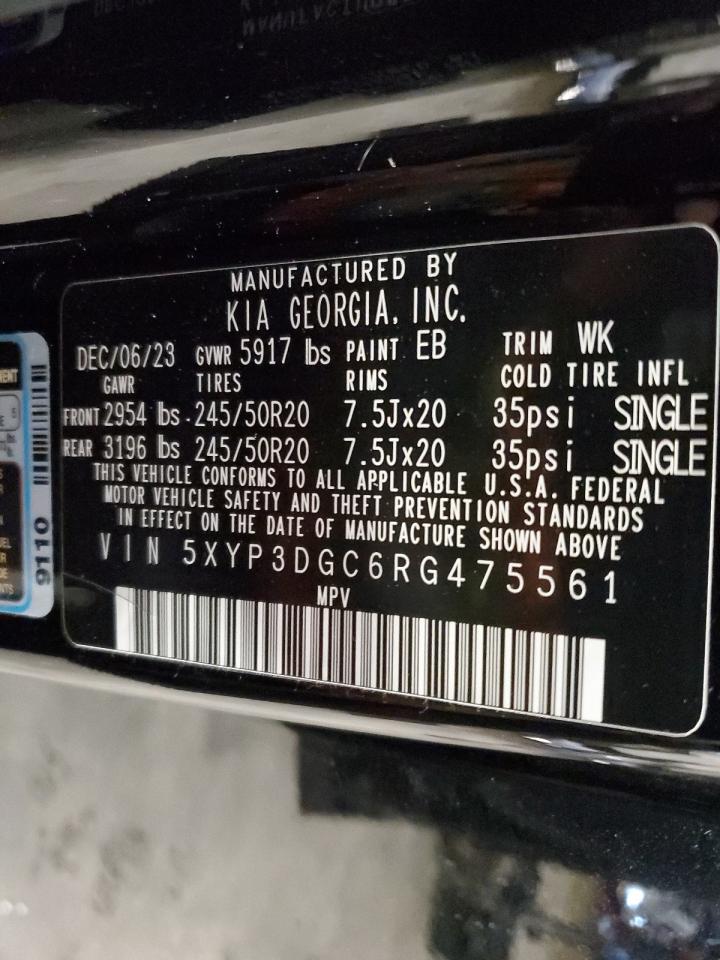 MANUFACTURED BY
KIA GEORGIA, INC.
DEC/06/23 GVWR 5917 lbs PAINT EB TRIM WK
GAWR TIRES RIMS COLD TIRE INFL
FRONT 2954 lbs. 245/50R20 7.5Jx20 35psi SINGLE
REAR 3196 lbs 245/50R20 7.5Jx20 35psi SINGLE
THIS VEHICLE CONFORMS TO ALL APPLICABLE U.S.A. FEDERAL
MOTOR VEHICLE SAFETY AND THEFT PREVENTION STANDARDS
IN EFFECT ON THE DATE OF MANUFACTURE SHOWN ABOVE
VIN 5XYP3DGC6RG475561
MPV
9110